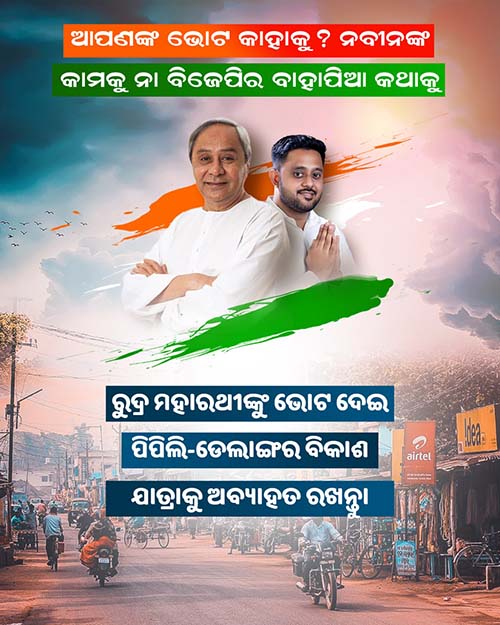 ଆପଣଙ୍କ ଭୋଟ କାହାକୁ? ନବୀନଙ୍କ
କାମକୁ ନା ବିଜେପିର ବାହାପିଆ କଥାକୁ
ରୁଦ୍ର ମହାରଥୀଙ୍କୁ ଭୋଟ ଦେଇ
ପିପିଲି-ଡେଲାଙ୍ଗର ବିକାଶ
ଯାତ୍ରାକୁ ଅବ୍ୟାହତ ରଖନ୍ତୁ।
Idea
airtel